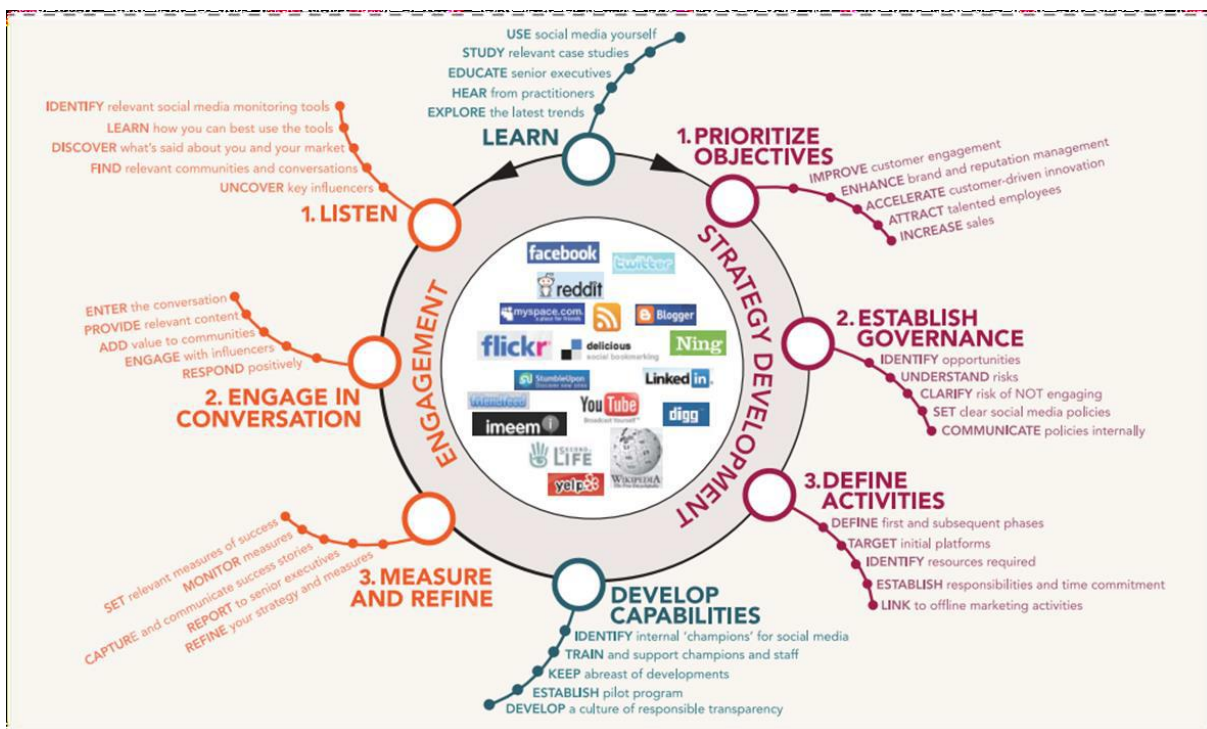 USE social media yourself
STUDY relevant case studies
EDUCATE senior executives
HEAR from practitioners
EXPLORE the latest trends
LEARN
1. PRIORITIZE
OBJECTIVES
IMPROVE customer engagement
ENHANCE brand and reputation management
ACCELERATE customer-driven innovation
ATTRACT talented employees
INCREASE sales
STRATEGY DEVELOPMENT
2. ESTABLISH
GOVERNANCE
IDENTIFY opportunities
UNDERSTAND risks
CLARIFY risk of NOT engaging
SET clear social media policies
COMMUNICATE policies internally
3. DEFINE
ACTIVITIES
DEFINE first and subsequent phases
TARGET initial platforms
IDENTIFY resources required
ESTABLISH responsibilities and time commitment
LINK to offline marketing activities
DEVELOP
CAPABILITIES
IDENTIFY internal ‘champions’ for social media
TRAIN and support champions and staff
KEEP abreast of developments
ESTABLISH pilot program
DEVELOP a culture of responsible transparency
IDENTIFY relevant social media monitoring tools
LEARN how you can best use the tools
DISCOVER what's said about you and your market
FIND relevant communities and conversations
UNCOVER key influencers
1. LISTEN
ENGAGEMENT
ENTER the conversation
PROVIDE relevant content
ADD value to communities
ENGAGE with influencers
RESPOND positively
2. ENGAGE IN
CONVERSATION
SET relevant measures of success
MONITOR measures
CAPTURE and communicate success stories
REPORT to senior executives
REFINE your strategy and measures
3. MEASURE
AND REFINE
facebook
twitter
reddit
myspace.com
a place for friends
Blogger
flickr
delicious
social bookmarking
Ning
StumbleUpon
Linked in
friendfeed
imeem
YouTube
Broadcast Yourself
digg
SECOND
LIFE
yelp
WIKIPEDIA
The Free Encyclopedia